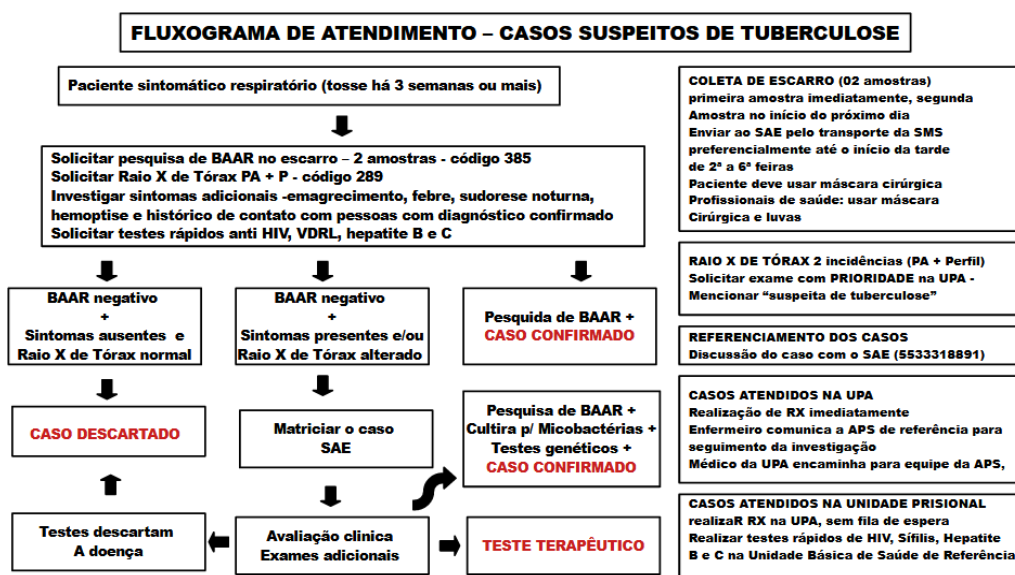 FLUXOGRAMA DE ATENDIMENTO – CASOS SUSPEITOS DE TUBERCULOSE
Paciente sintomático respiratório (tosse há 3 semanas ou mais)
Solicitar pesquisa de BAAR no escarro – 2 amostras - código 385
Solicitar Raio X de Tórax PA + P - código 289
Investigar sintomas adicionais -emagrecimento, febre, sudorese noturna,
hemoptise e histórico de contato com pessoas com diagnóstico confirmado
Solicitar testes rápidos anti HIV, VDRL, hepatite B e C
BAAR negativo
+
Sintomas ausentes e
Raio X de Tórax normal
BAAR negativo
+
Sintomas presentes e/ou
Raio X de Tórax alterado
Pesquida de BAAR +
CASO CONFIRMADO
CASO DESCARTADO
Matriciar o caso
SAE
Pesquisa de BAAR +
Cultira p/ Micobactérias +
Testes genéticos +
CASO CONFIRMADO
Testes descartam
A doença
Avaliação clinica
Exames adicionais
TESTE TERAPÊUTICO
COLETA DE ESCARRO (02 amostras)
primeira amostra imediatamente, segunda
Amostra no início do próximo dia
Enviar ao SAE pelo transporte da SMS
preferencialmente até o início da tarde
de 2ª a 6ª feiras
Paciente deve usar máscara cirúrgica
Profissionais de saúde: usar máscara
Cirúrgica e luvas
RAIO X DE TÓRAX 2 incidências (PA + Perfil)
Solicitar exame com PRIORIDADE na UPA -
Mencionar “suspeita de tuberculose”
REFERENCIAMENTO DOS CASOS
Discussão do caso com o SAE (5533318891)
CASOS ATENDIDOS NA UPA
Realização de RX imediatamente
Enfermeiro comunica a APS de referência para
seguimento da investigação
Médico da UPA encaminha para equipe da APS,
CASOS ATENDIDOS NA UNIDADE PRISIONAL
realizaR RX na UPA, sem fila de espera
Realizar testes rápidos de HIV, Sífilis, Hepatite
B e C na Unidade Básica de Saúde de Referência